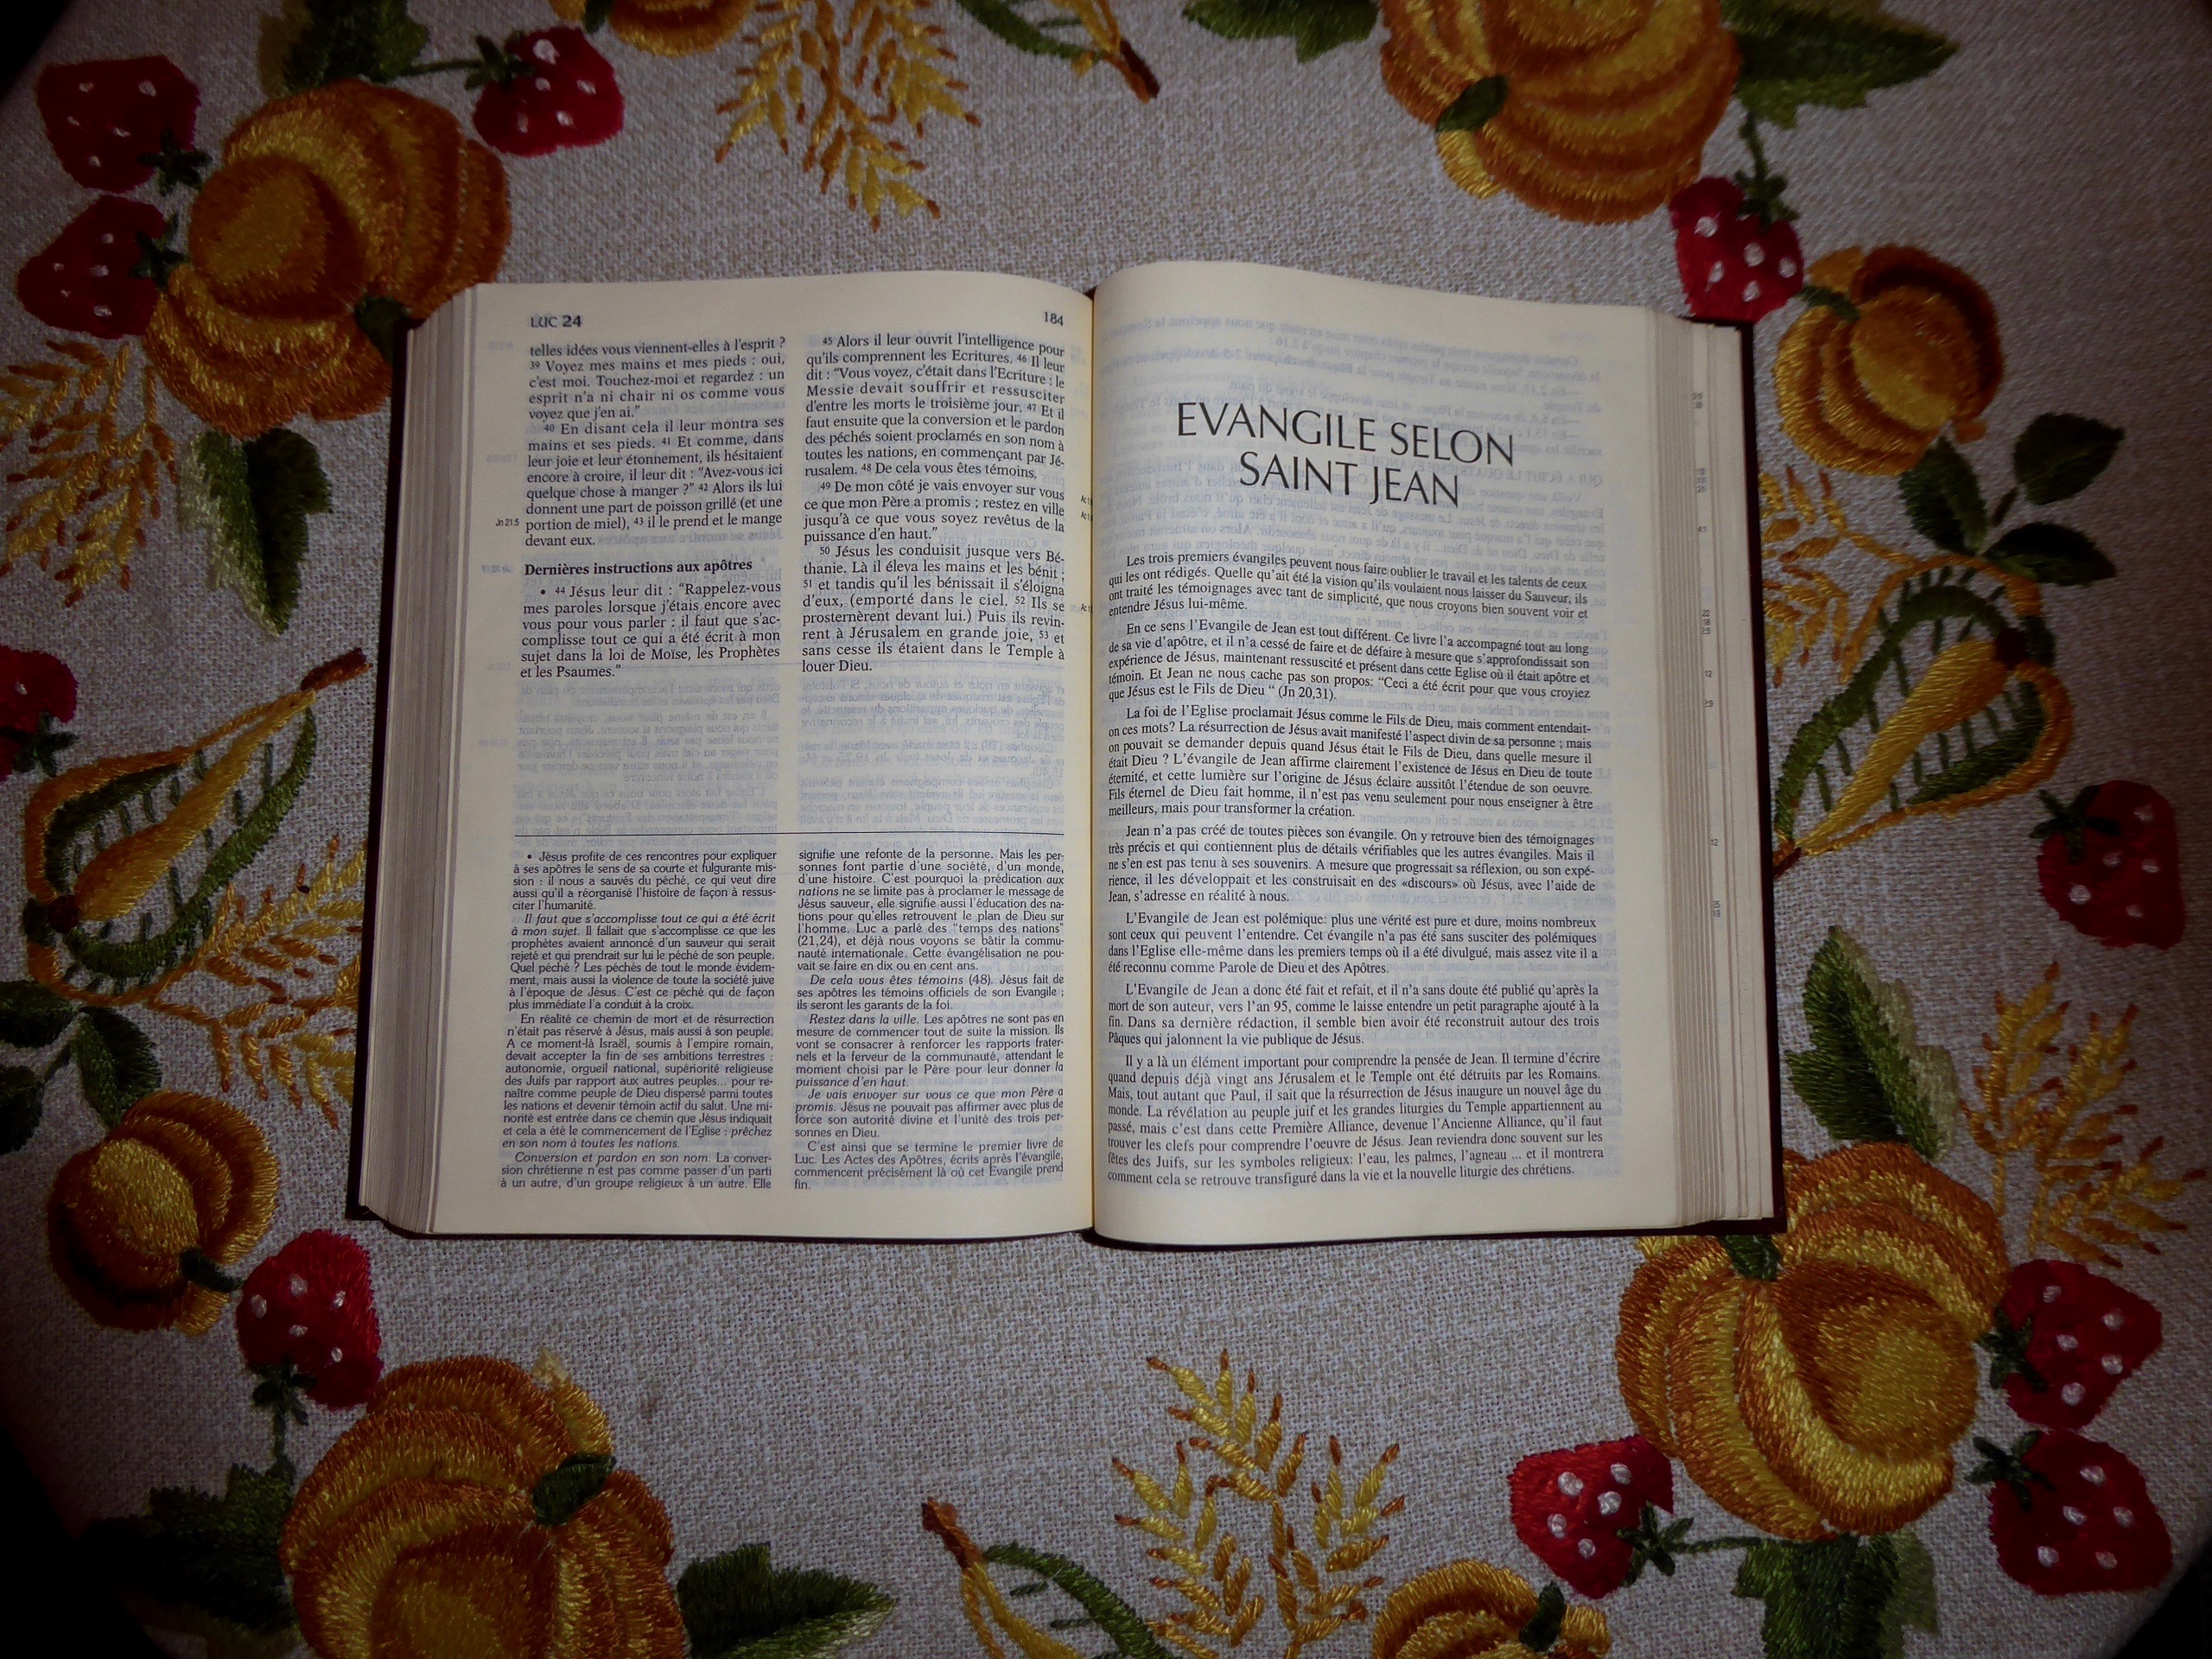 LUC 24
184
telles idées vous viennent-elles à l'esprit ?
39 Voyez mes mains et mes pieds : oui,
c'est moi. Touchez-moi et regardez : un
esprit n'a ni chair ni os comme vous
voyez que j'en ai."
40 En disant cela il leur montra ses
mains et ses pieds. 41 Et comme, dans
leur joie et leur étonnement, ils hésitaient
encore à croire, il leur dit : "Avez-vous ici
quelque chose à manger ?" 42 Alors ils lui
donnent une part de poisson grillé (et une
Jn 21.5 portion de miel), 43 il le prend et le mange
devant eux.
Dernières instructions aux apôtres
• 44 Jésus leur dit : "Rappelez-vous
mes paroles lorsque j'étais encore avec
vous pour vous parler : il faut que s'ac-
complisse tout ce qui a été écrit à mon
sujet dans la loi de Moïse, les Prophètes
et les Psaumes."
45 Alors il leur ouvrit l'intelligence pour
qu'ils comprennent les Ecritures. 46 Il leur
dit : "Vous voyez, c'était dans l'Ecriture : le
Messie devait souffrir et ressusciter
d'entre les morts le troisième jour. 47 Et il
faut ensuite que la conversion et le pardon
des péchés soient proclamés en son nom à
toutes les nations, en commençant par Jé-
rusalem. 48 De cela vous êtes témoins.
49 De mon côté je vais envoyer sur vous
ce que mon Père a promis ; restez en ville
jusqu'à ce que vous soyez revêtus de la
puissance d'en haut."
50 Jésus les conduisit jusque vers Bé-
thanie. Là il éleva les mains et les bénit ;
51 et tandis qu'il les bénissait il s'éloigna
d'eux, (emporté dans le ciel. 52 Ils se
prosternèrent devant lui.) Puis ils revin-
rent à Jérusalem en grande joie, 53 et
sans cesse ils étaient dans le Temple à
louer Dieu.
• Jésus profite de ces rencontres pour expliquer
à ses apôtres le sens de sa courte et fulgurante mis-
sion : il nous a sauvés du péché, ce qui veut dire
aussi qu'il a réorganisé l'histoire de façon à ressus-
citer l'humanité.
Il faut que s'accomplisse tout ce qui a été écrit
à mon sujet. Il fallait que s'accomplisse ce que les
prophètes avaient annoncé d'un sauveur qui serait
rejeté et qui prendrait sur lui le péché de son peuple.
Quel péché ? Les péchés de tout le monde évidem-
ment, mais aussi la violence de toute la société juive
à l'époque de Jésus. C'est ce péché qui de façon
plus immédiate l'a conduit à la croix.
En réalité ce chemin de mort et de résurrection
n'était pas réservé à Jésus, mais aussi à son peuple.
A ce moment-là Israël, soumis à l'empire romain,
devait accepter la fin de ses ambitions terrestres :
autonomie, orgueil national, supériorité religieuse
des Juifs par rapport aux autres peuples... pour re-
naître comme peuple de Dieu dispersé parmi toutes
les nations et devenir témoin actif du salut. Une mi-
norité est entrée dans ce chemin que Jésus indiquait
et cela a été le commencement de l'Eglise : prêchez
en son nom à toutes les nations.
Conversion et pardon en son nom. La conver-
sion chrétienne n'est pas comme passer d'un parti
à un autre, d'un groupe religieux à un autre. Elle
signifie une refonte de la personne. Mais les per-
sonnes font partie d'une société, d'un monde,
d'une histoire. C'est pourquoi la prédication aux
nations ne se limite pas à proclamer le message de
Jésus sauveur, elle signifie aussi l'éducation des na-
tions pour qu'elles retrouvent le plan de Dieu sur
l'homme. Luc a parlé des "temps des nations"
(21,24), et déjà nous voyons se bâtir la commu-
nauté internationale. Cette évangélisation ne pou-
vait se faire en dix ou en cent ans.
De cela vous êtes témoins (48). Jésus fait de
ses apôtres les témoins officiels de son Evangile ;
ils seront les garants de la foi.
Restez dans la ville. Les apôtres ne sont pas en
mesure de commencer tout de suite la mission. Ils
vont se consacrer à renforcer les rapports frater-
nels et la ferveur de la communauté, attendant le
moment choisi par le Père pour leur donner la
puissance d'en haut.
Je vais envoyer sur vous ce que mon Père a
promis. Jésus ne pouvait pas affirmer avec plus de
force son autorité divine et l'unité des trois per-
sonnes en Dieu.
C'est ainsi que se termine le premier livre de
Luc. Les Actes des Apôtres, écrits après l'évangile,
commencent précisément là où cet Evangile prend
fin.
EVANGILE SELON
SAINT JEAN
Les trois premiers évangiles peuvent nous faire oublier le travail et les talents de ceux
qui les ont rédigés. Quelle qu'ait été la vision qu'ils voulaient nous laisser du Sauveur, ils
ont traité les témoignages avec tant de simplicité, que nous croyons bien souvent voir et
entendre Jésus lui-même.
En ce sens l'Evangile de Jean est tout différent. Ce livre l'a accompagné tout au long
de sa vie d'apôtre, et il n'a cessé de faire et de défaire à mesure que s'approfondissait son
expérience de Jésus, maintenant ressuscité et présent dans cette Eglise où il était apôtre et
témoin. Et Jean ne nous cache pas son propos: "Ceci a été écrit pour que vous croyiez
que Jésus est le Fils de Dieu " (Jn 20,31).
La foi de l'Eglise proclamait Jésus comme le Fils de Dieu, mais comment entendait-
on ces mots? La résurrection de Jésus avait manifesté l'aspect divin de sa personne ; mais
on pouvait se demander depuis quand Jésus était le Fils de Dieu, dans quelle mesure il
était Dieu ? L'évangile de Jean affirme clairement l'existence de Jésus en Dieu de toute
éternité, et cette lumière sur l'origine de Jésus éclaire aussitôt l'étendue de son oeuvre.
Fils éternel de Dieu fait homme, il n'est pas venu seulement pour nous enseigner à être
meilleurs, mais pour transformer la création.
Jean n'a pas créé de toutes pièces son évangile. On y retrouve bien des témoignages
très précis et qui contiennent plus de détails vérifiables que les autres évangiles. Mais il
ne s'en est pas tenu à ses souvenirs. A mesure que progressait sa réflexion, ou son expé-
rience, il les développait et les construisait en des «discours» où Jésus, avec l'aide de
Jean, s'adresse en réalité à nous.
L'Evangile de Jean est polémique: plus une vérité est pure et dure, moins nombreux
sont ceux qui peuvent l'entendre. Cet évangile n'a pas été sans susciter des polémiques
dans l'Eglise elle-même dans les premiers temps où il a été divulgué, mais assez vite il a
été reconnu comme Parole de Dieu et des Apôtres.
L'Evangile de Jean a donc été fait et refait, et il n'a sans doute été publié qu'après la
mort de son auteur, vers l'an 95, comme le laisse entendre un petit paragraphe ajouté à la
fin. Dans sa dernière rédaction, il semble bien avoir été reconstruit autour des trois
Pâques qui jalonnent la vie publique de Jésus.
Il y a là un élément important pour comprendre la pensée de Jean. Il termine d'écrire
quand depuis déjà vingt ans Jérusalem et le Temple ont été détruits par les Romains.
Mais, tout autant que Paul, il sait que la résurrection de Jésus inaugure un nouvel âge du
monde. La révélation au peuple juif et les grandes liturgies du Temple appartiennent au
passé, mais c'est dans cette Première Alliance, devenue l'Ancienne Alliance, qu'il faut
trouver les clefs pour comprendre l'oeuvre de Jésus. Jean reviendra donc souvent sur les
fêtes des Juifs, sur les symboles religieux: l'eau, les palmes, l'agneau ... et il montrera
comment cela se retrouve transfiguré dans la vie et la nouvelle liturgie des chrétiens.